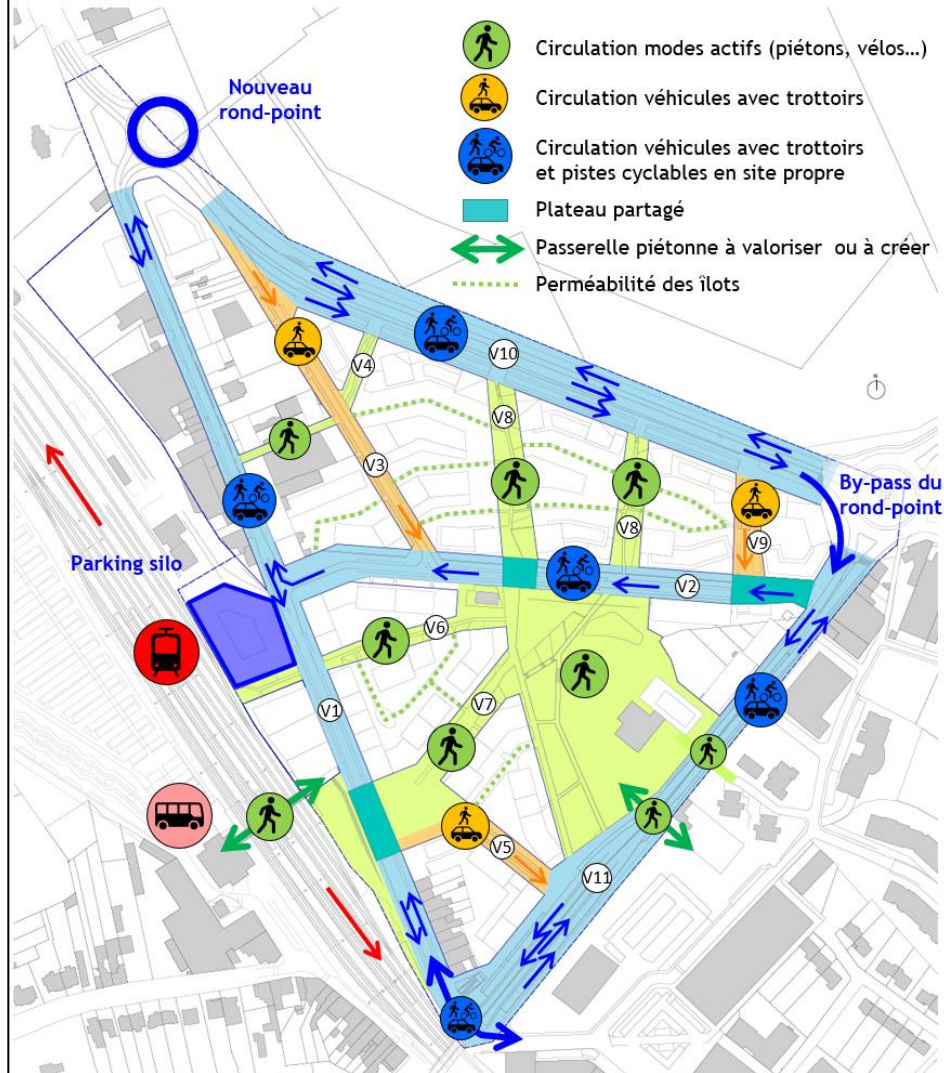 Circulation modes actifs (piétons, vélos…)
Nouveau
rond-point
Circulation véhicules avec trottoirs
Circulation véhicules avec trottoirs
et pistes cyclables en site propre
Plateau partagé
Passerelle piétonne à valoriser ou à créer
Perméabilité des îlots
V10
V4
N
V8
V3
By-pass du
rond-point
V8
V9
Parking silo
V2
V6
V7
V1
V5
V11